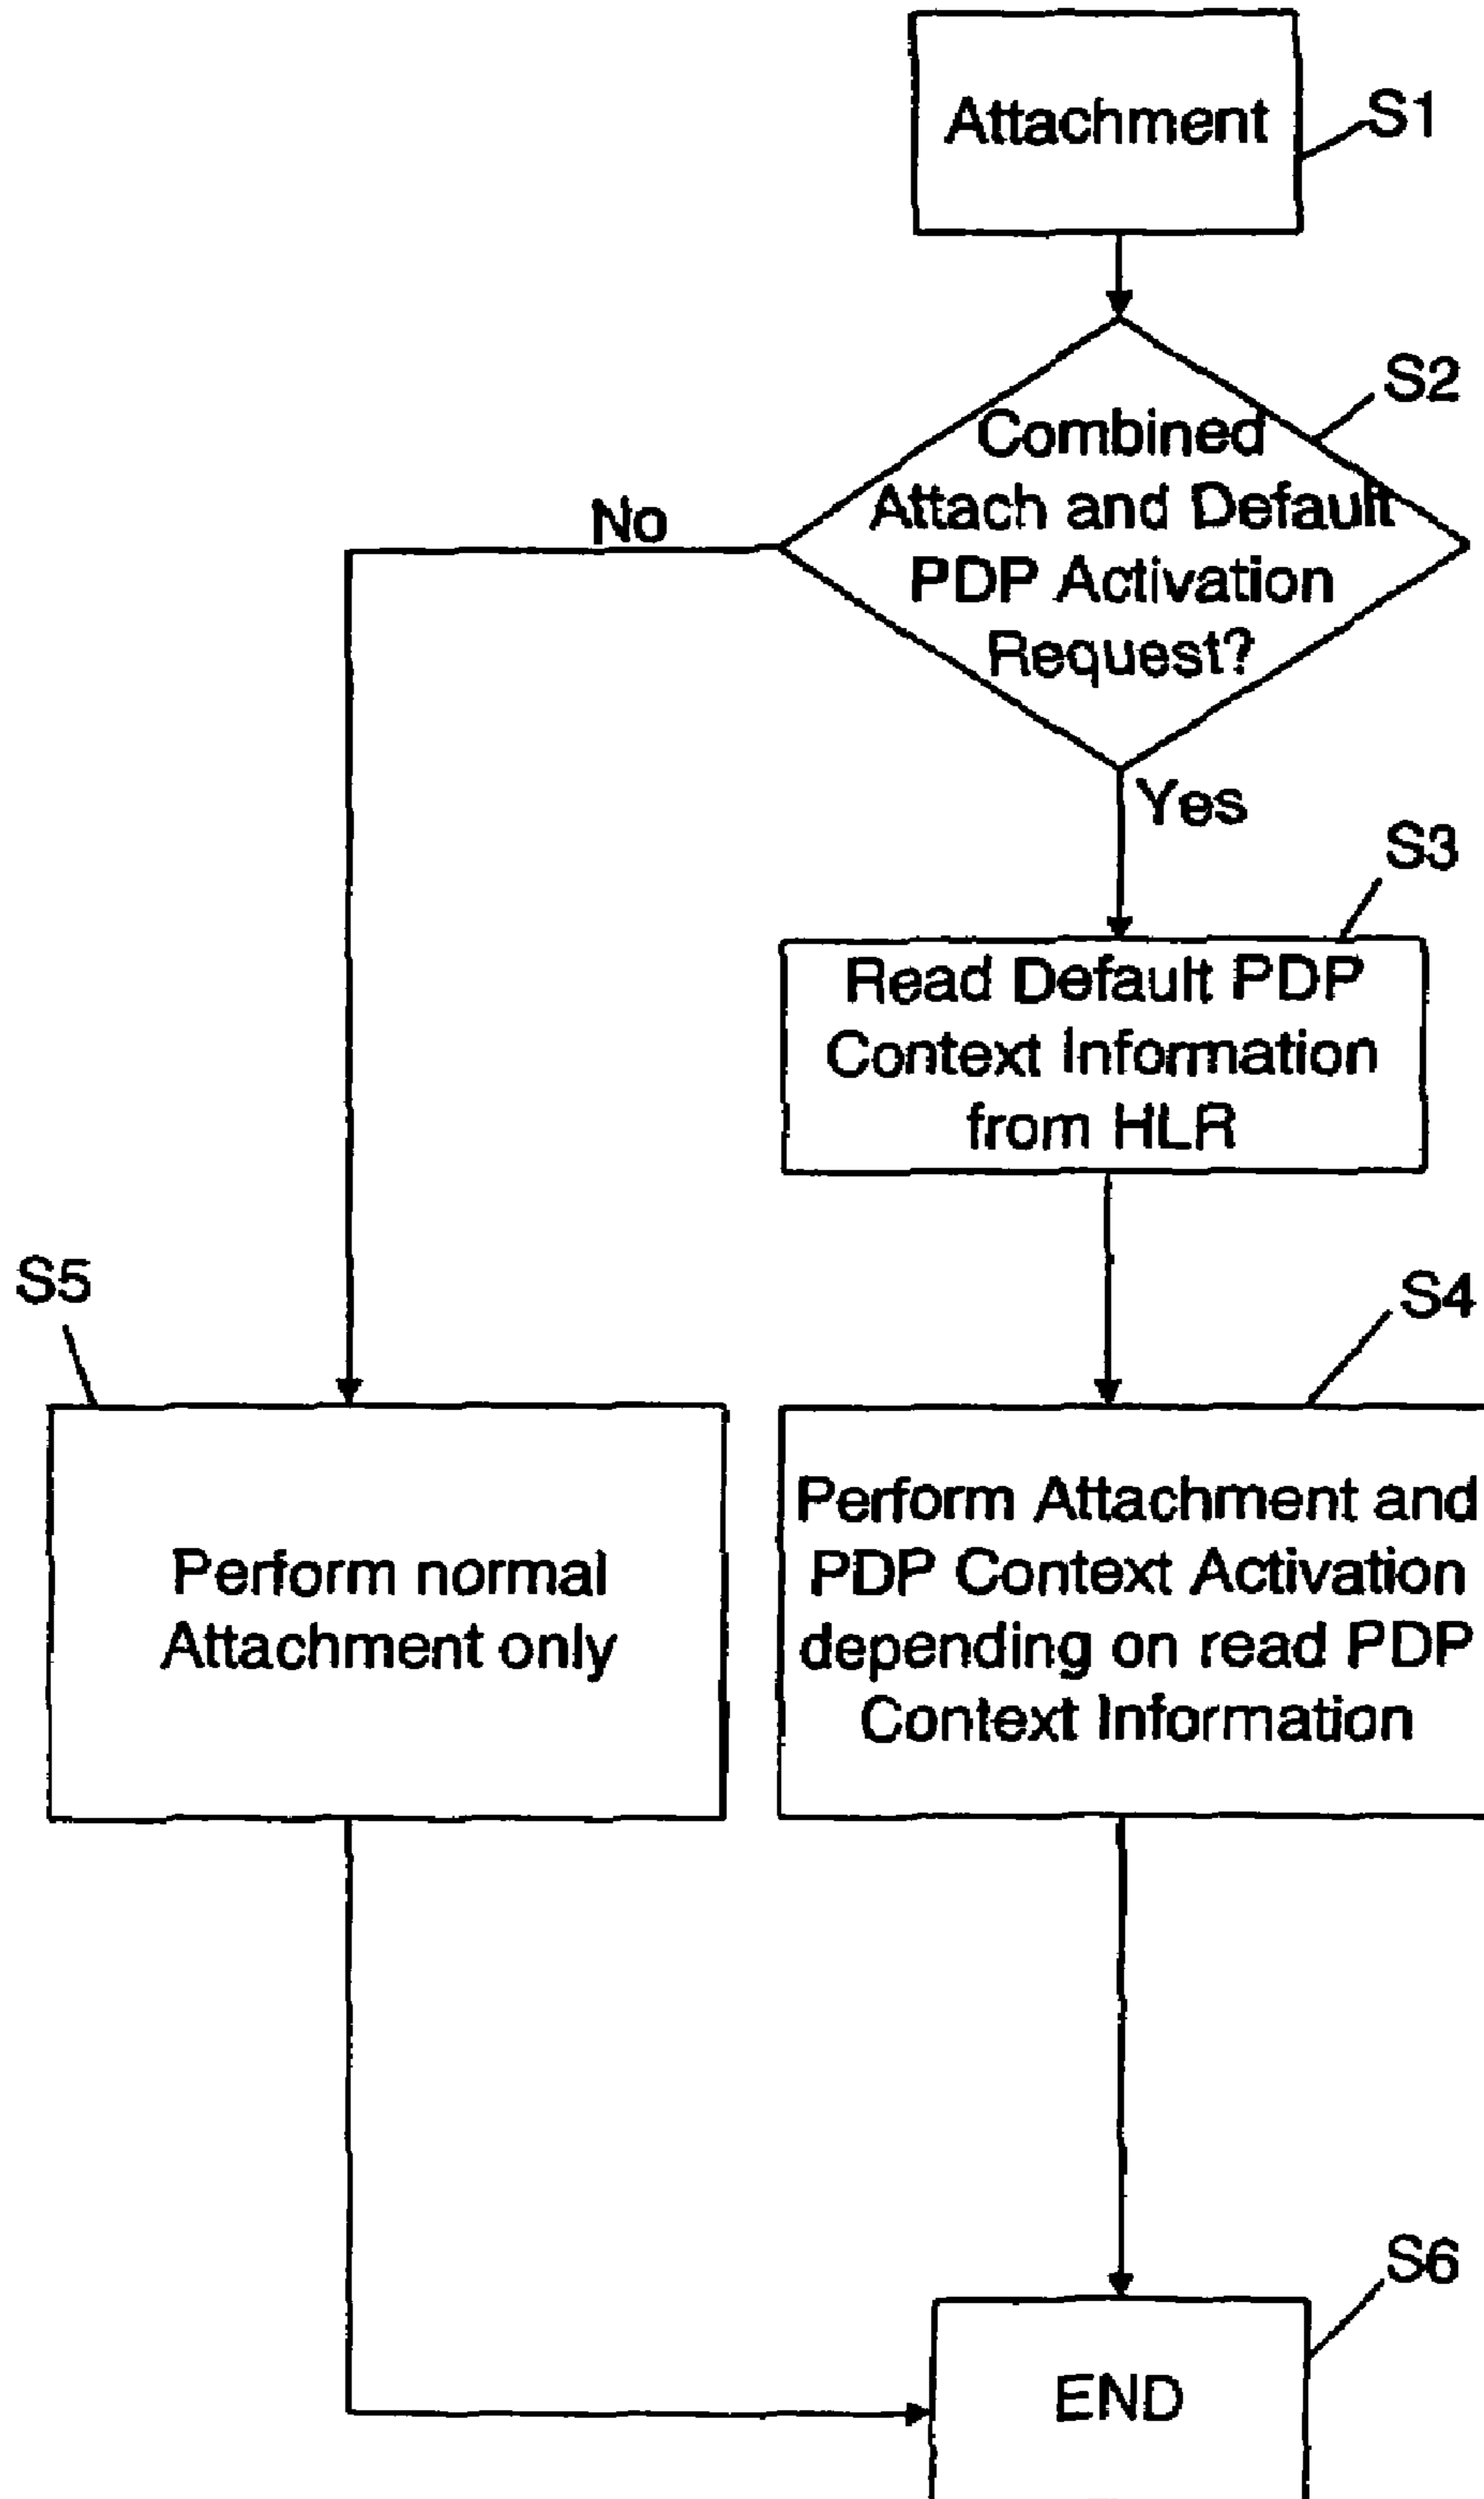 Attachment
S1
S2
Combined
Attach and Default
PDP Activation
Request?
No
Yes
S3
Read Default PDP
Context Information
from HLR
S5
S4
Perform normal
Attachment only
Perform Attachment and
PDP Context Activation
depending on read PDP
Context Information
S6
END